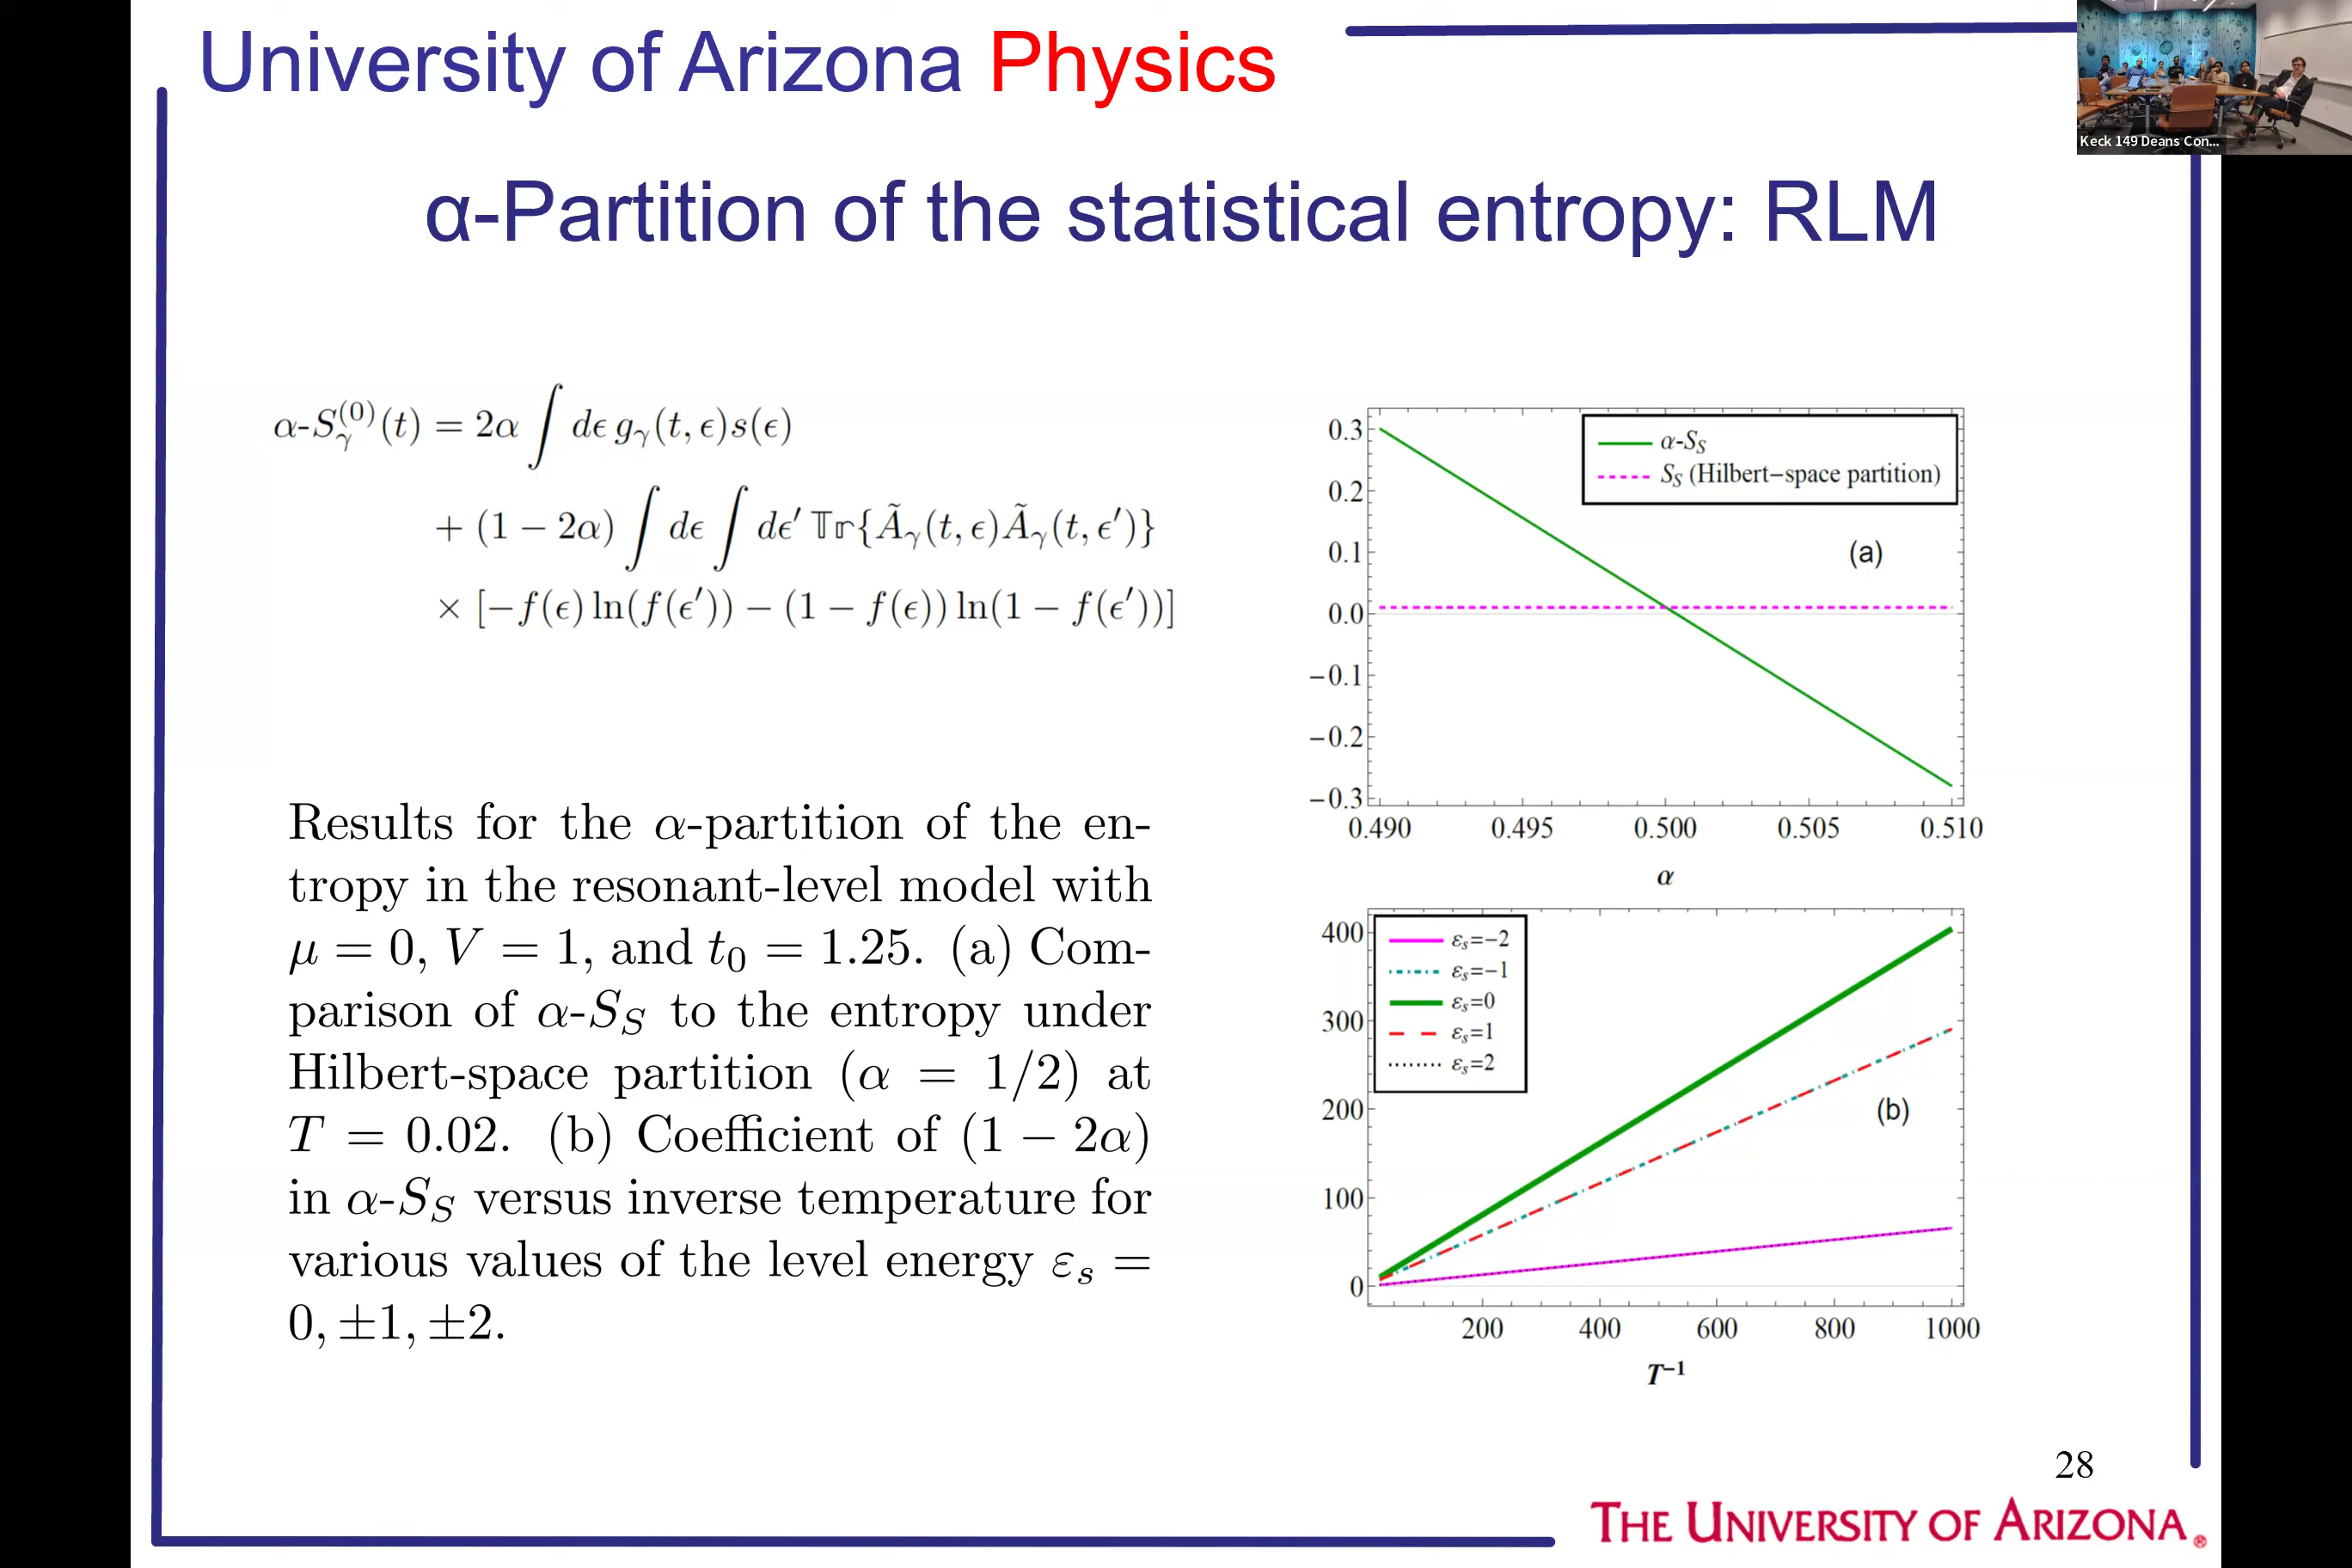 University of Arizona Physics
Keck 149 Deans Con...
α-Partition of the statistical entropy: RLM
α-S_γ^(0)(t) = 2α ∫ dϵ g_γ(t, ϵ)s(ϵ)
+ (1 − 2α) ∫ dϵ ∫ dϵ′ 𝕋𝕣{Ã_γ(t, ϵ)Ã_γ(t, ϵ′)}
× [−f(ϵ) ln(f(ϵ′)) − (1 − f(ϵ)) ln(1 − f(ϵ′))]
Results for the α-partition of the en-
tropy in the resonant-level model with
μ = 0, V = 1, and t₀ = 1.25. (a) Com-
parison of α-S_S to the entropy under
Hilbert-space partition (α = 1/2) at
T = 0.02. (b) Coefficient of (1 − 2α)
in α-S_S versus inverse temperature for
various values of the level energy ε_s =
0, ±1, ±2.
α-S_S
S_S (Hilbert−space partition)
(a)
0.3
0.2
0.1
0.0
−0.1
−0.2
−0.3
0.490 0.495 0.500 0.505 0.510
α
ε_s=−2
ε_s=−1
ε_s=0
ε_s=1
ε_s=2
(b)
400
300
200
100
0
200 400 600 800 1000
T⁻¹
28
THE UNIVERSITY OF ARIZONA®